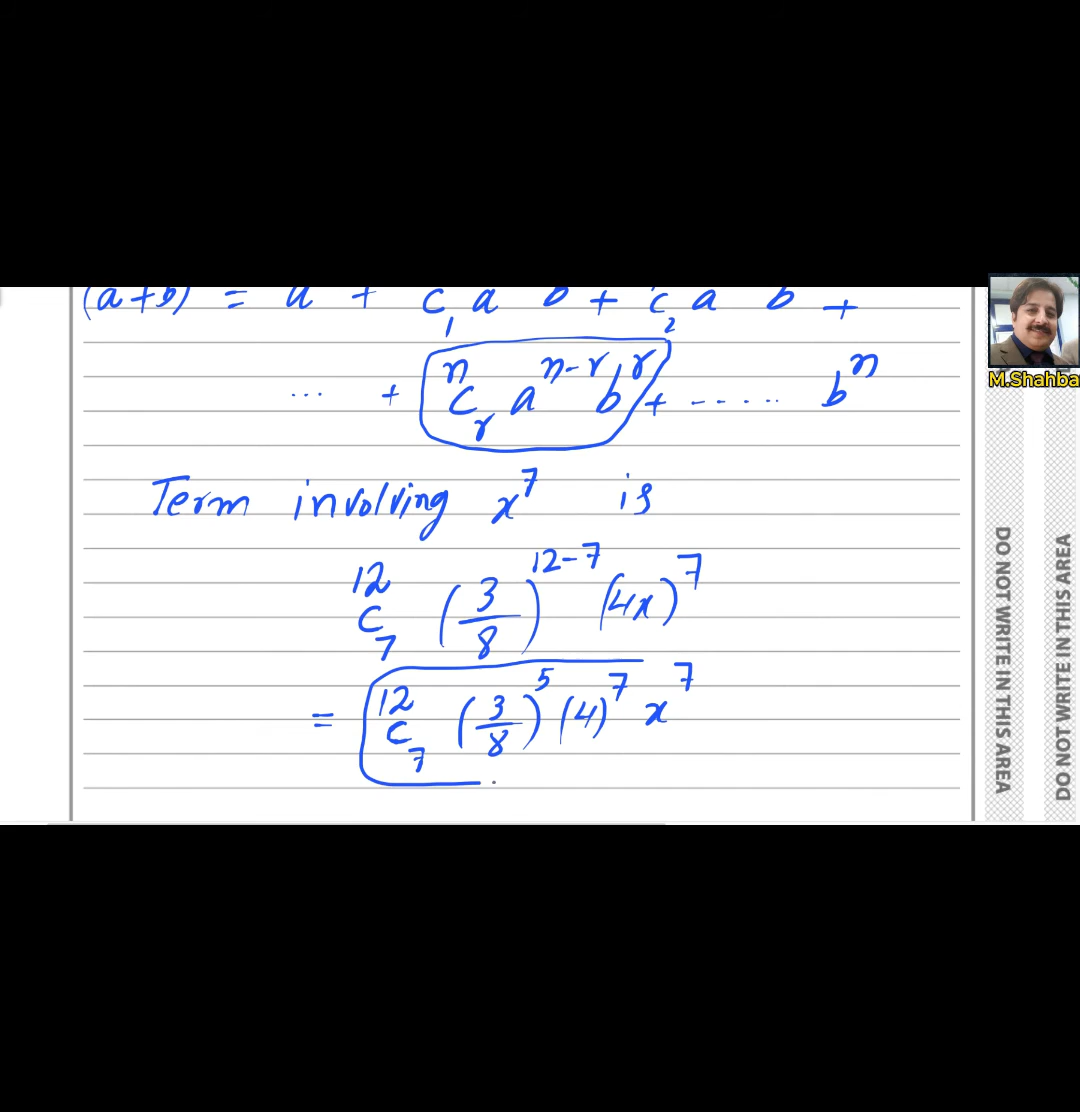 (a+b) = a + C₁ a b + C₂ a b +
... + ⁿCᵣ aⁿ⁻ʳ bʳ + ------ bⁿ
M.Shahba
Term involving x⁷ is
¹²C₇ (3/8)¹²⁻⁷ (4x)⁷
= ¹²C₇ (3/8)⁵ (4)⁷ x⁷
DO NOT WRITE IN THIS AREA
DO NOT WRITE IN THIS AREA